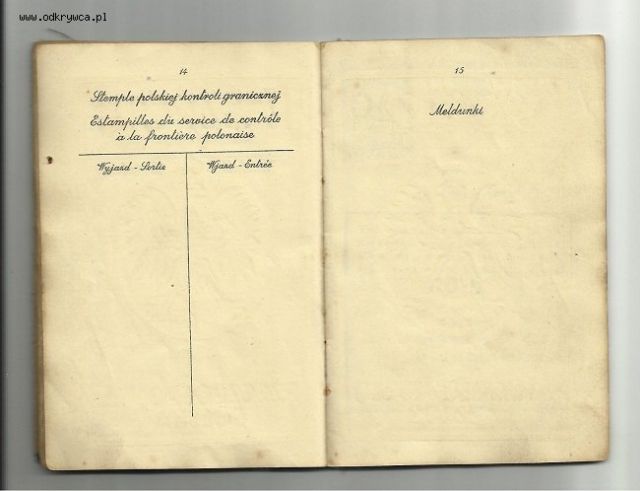 www.odkrywca.pl
14
Stemple polskiej kontroli granicznej
Estampilles du service de contrôle
à la frontière polonaise
Wyjazd - Sortie
Wjazd - Entrée
15
Meldunki